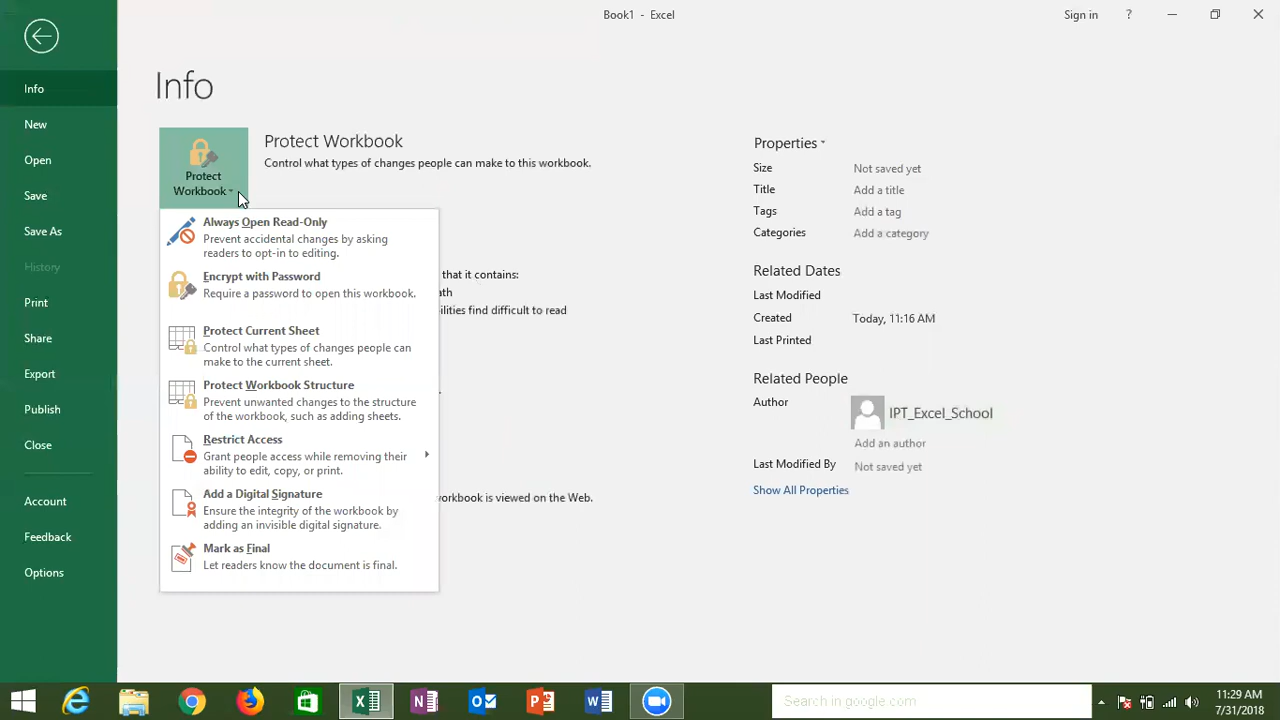 Book1 - Excel
Sign in
?
Info
New
Open
Save
Save As
History
Print
Share
Export
Publish
Close
Account
Feedback
Options
Info
Protect Workbook
Protect Workbook
Control what types of changes people can make to this workbook.
Always Open Read-Only
Prevent accidental changes by asking
readers to opt-in to editing.
Encrypt with Password
Require a password to open this workbook.
Protect Current Sheet
Control what types of changes people can
make to the current sheet.
Protect Workbook Structure
Prevent unwanted changes to the structure
of the workbook, such as adding sheets.
Restrict Access
Grant people access while removing their
ability to edit, copy, or print.
Add a Digital Signature
Ensure the integrity of the workbook by
adding an invisible digital signature.
Mark as Final
Let readers know the document is final.
that it contains:
ath
bilities find difficult to read
workbook is viewed on the Web.
Properties
Size Not saved yet
Title Add a title
Tags Add a tag
Categories Add a category
Related Dates
Last Modified
Created Today, 11:16 AM
Last Printed
Related People
Author IPT_Excel_School
Add an author
Last Modified By Not saved yet
Show All Properties
Search in google.com
11:29 AM
7/31/2018